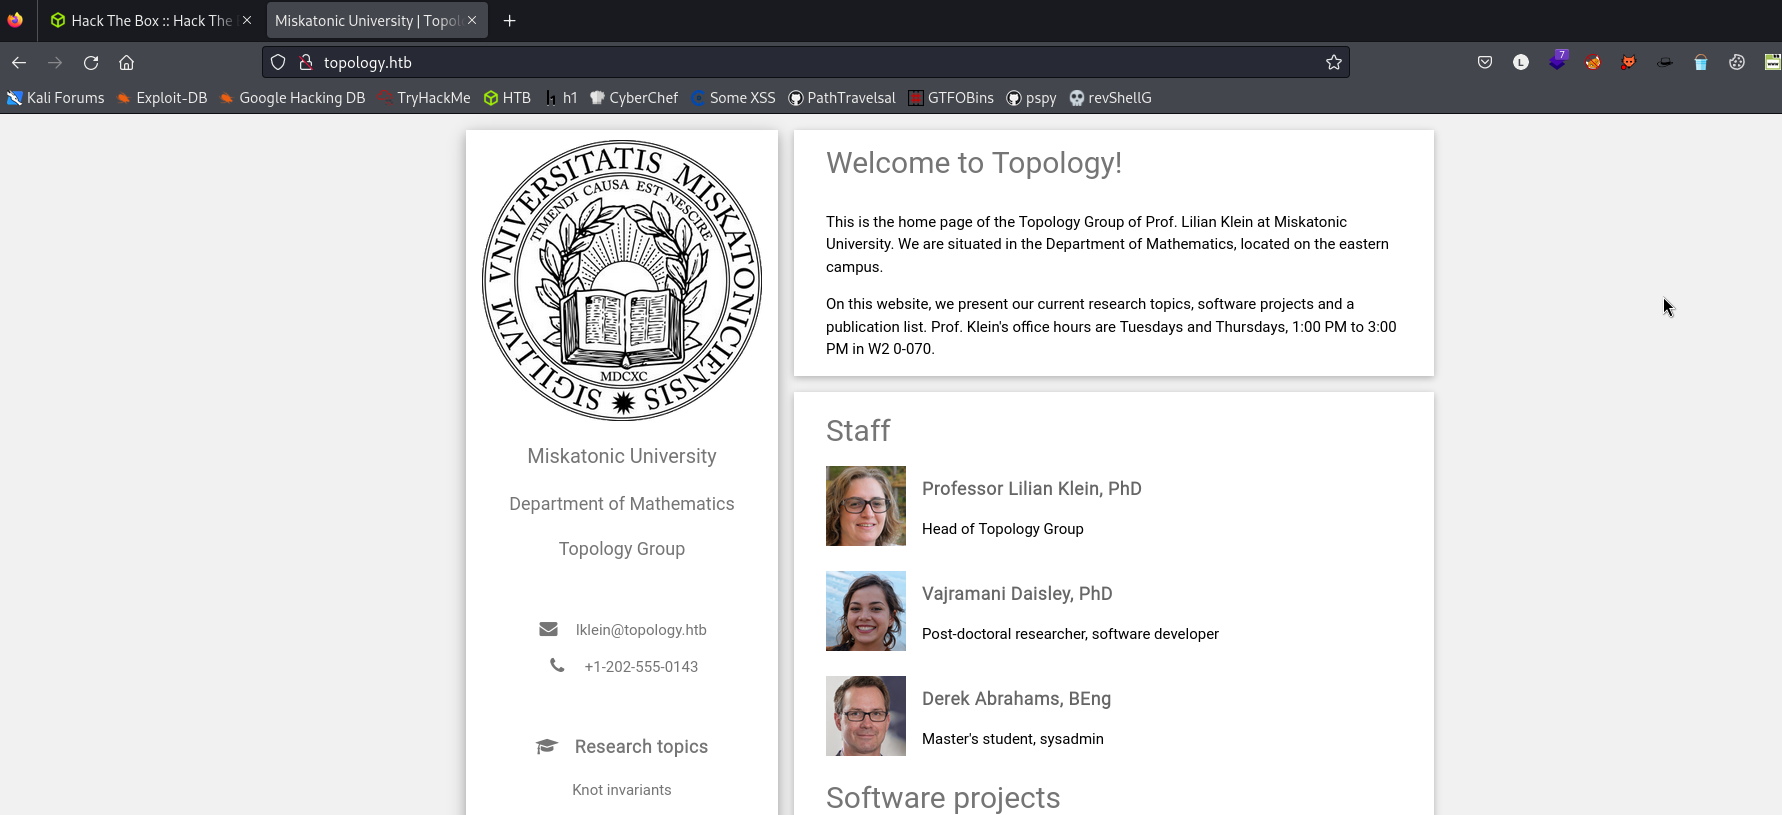 Hack The Box :: Hack The
Miskatonic University | Topol
topology.htb
L
7
Kali Forums
Exploit-DB
Google Hacking DB
TryHackMe
HTB
h1
CyberChef
Some XSS
PathTravelsal
GTFOBins
pspy
revShellG
VNIVERSITATIS MISKATONICIENSIS SIGILLVM
TIMENDI CAUSA EST NESCIRE
MDCXC
Miskatonic University
Department of Mathematics
Topology Group
lklein@topology.htb
+1-202-555-0143
Research topics
Knot invariants
Welcome to Topology!
This is the home page of the Topology Group of Prof. Lilian Klein at Miskatonic
University. We are situated in the Department of Mathematics, located on the eastern
campus.
On this website, we present our current research topics, software projects and a
publication list. Prof. Klein's office hours are Tuesdays and Thursdays, 1:00 PM to 3:00
PM in W2 0-070.
Staff
Professor Lilian Klein, PhD
Head of Topology Group
Vajramani Daisley, PhD
Post-doctoral researcher, software developer
Derek Abrahams, BEng
Master's student, sysadmin
Software projects